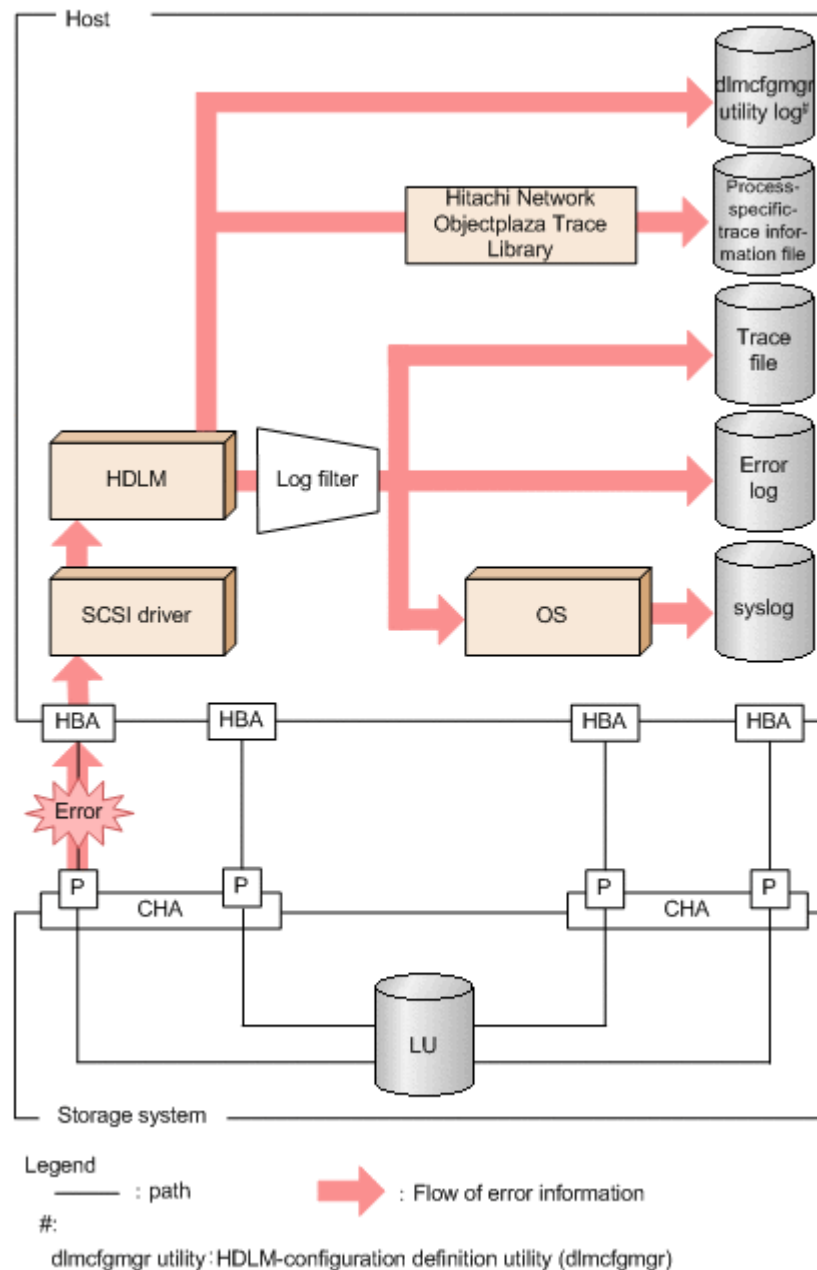 Host
dlmcfgmgr
utility log#
Hitachi Network
Objectplaza Trace
Library
Process-
specific-
trace infor-
mation file
Trace
file
HDLM
Log filter
Error
log
SCSI driver
OS
syslog
HBA
HBA
HBA
HBA
Error
P
P
P
P
CHA
CHA
LU
Storage system
Legend
: path
: Flow of error information
#:
dlmcfgmgr utility:HDLM-configuration definition utility (dlmcfgmgr)